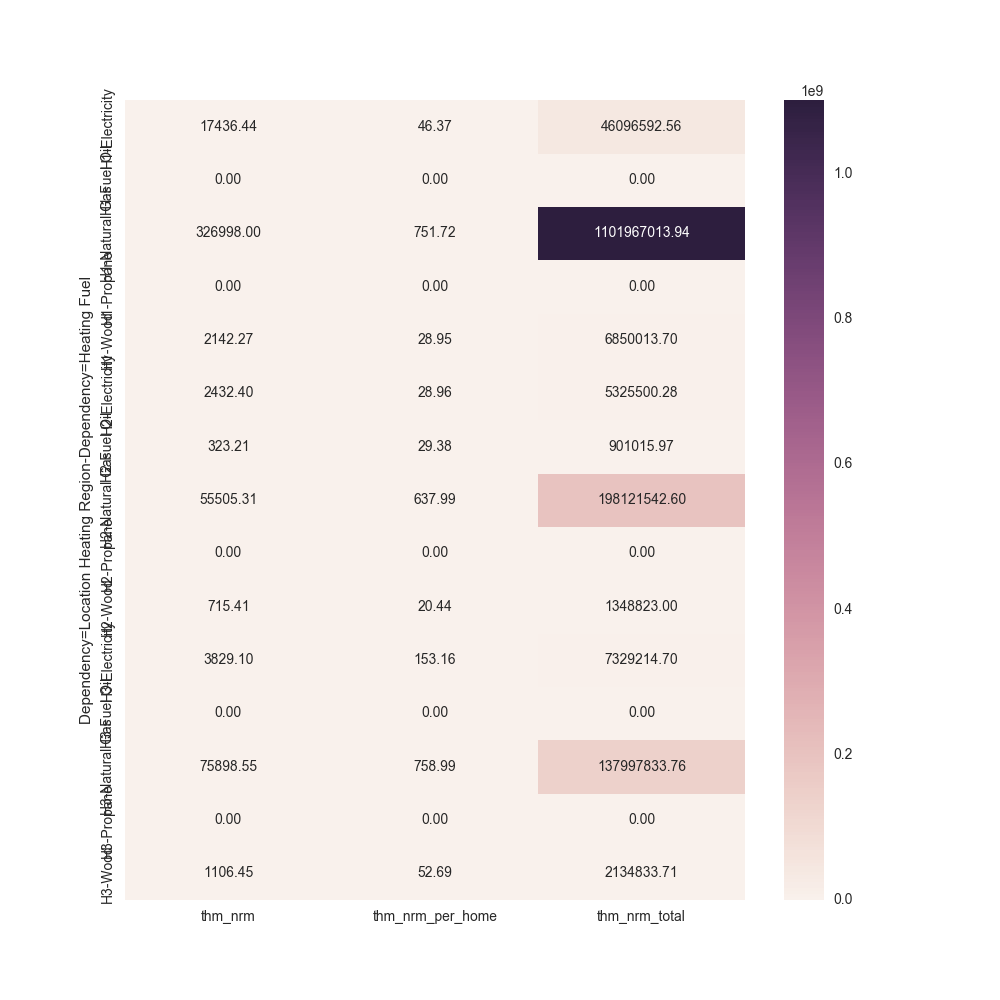 1e9
17436.44 46.37 46096592.56
0.00 0.00 0.00
326998.00 751.72 1101967013.94
0.00 0.00 0.00
2142.27 28.95 6850013.70
2432.40 28.96 5325500.28
323.21 29.38 901015.97
55505.31 637.99 198121542.60
0.00 0.00 0.00
715.41 20.44 1348823.00
3829.10 153.16 7329214.70
0.00 0.00 0.00
75898.55 758.99 137997833.76
0.00 0.00 0.00
1106.45 52.69 2134833.71
thm_nrm thm_nrm_per_home thm_nrm_total
Dependency=Location Heating Region-Dependency=Heating Fuel
H1-Electricity
H1-Fuel Oil
H1-Natural Gas
H1-Propane
H1-Wood
H2-Electricity
H2-Fuel Oil
H2-Natural Gas
H2-Propane
H2-Wood
H3-Electricity
H3-Fuel Oil
H3-Natural Gas
H3-Propane
H3-Wood
1.0
0.8
0.6
0.4
0.2
0.0